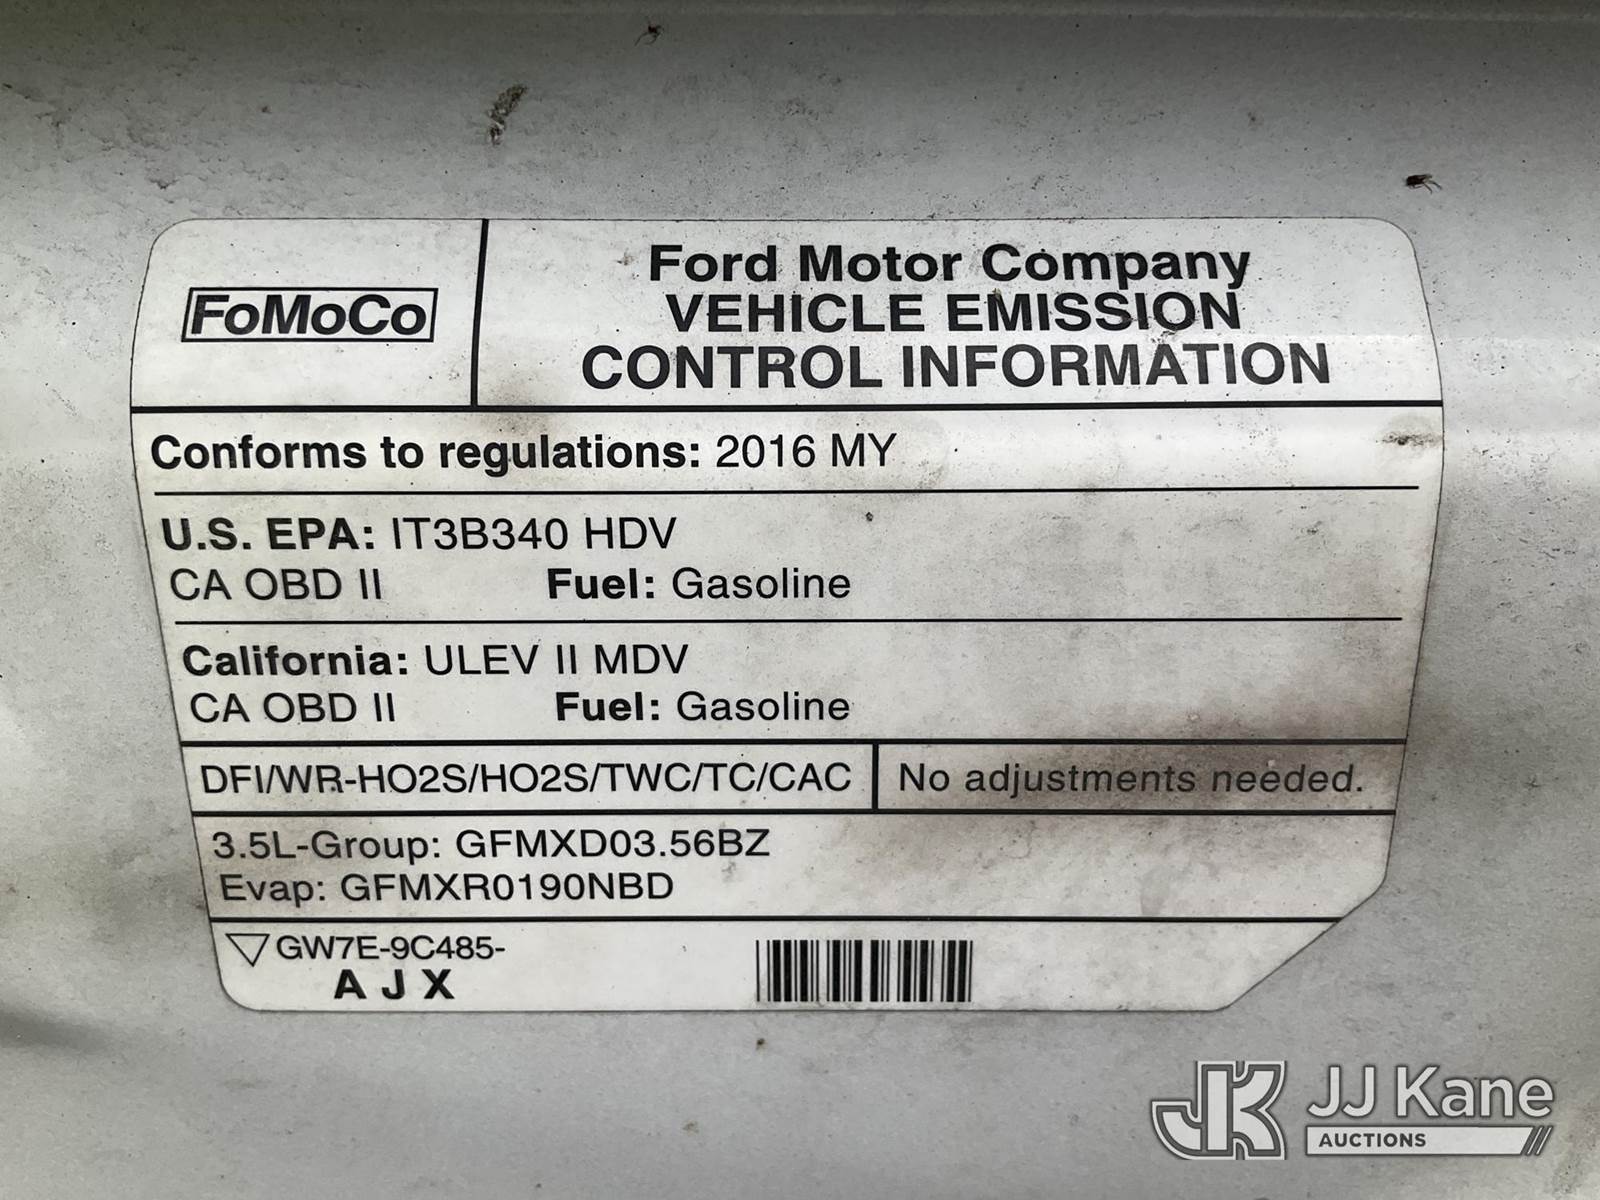 FoMoCo
Ford Motor Company
VEHICLE EMISSION
CONTROL INFORMATION
Conforms to regulations: 2016 MY
U.S. EPA: IT3B340 HDV
CA OBD II Fuel: Gasoline
California: ULEV II MDV
CA OBD II Fuel: Gasoline
DFI/WR-HO2S/HO2S/TWC/TC/CAC
No adjustments needed.
3.5L-Group: GFMXD03.56BZ
Evap: GFMXR0190NBD
GW7E-9C485-
A J X
JK JJ Kane
AUCTIONS